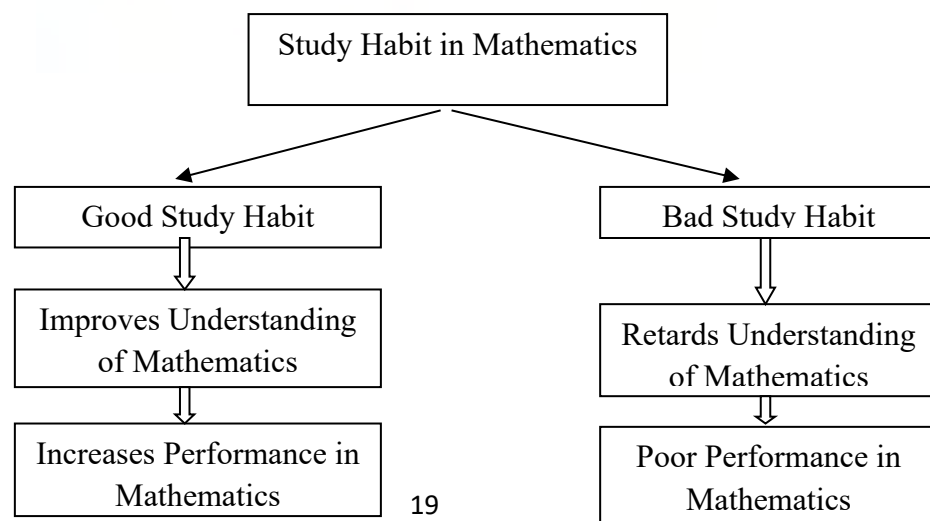 Study Habit in Mathematics
Good Study Habit
Bad Study Habit
Improves Understanding
of Mathematics
Retards Understanding
of Mathematics
Increases Performance in
Mathematics
Poor Performance in
Mathematics
19